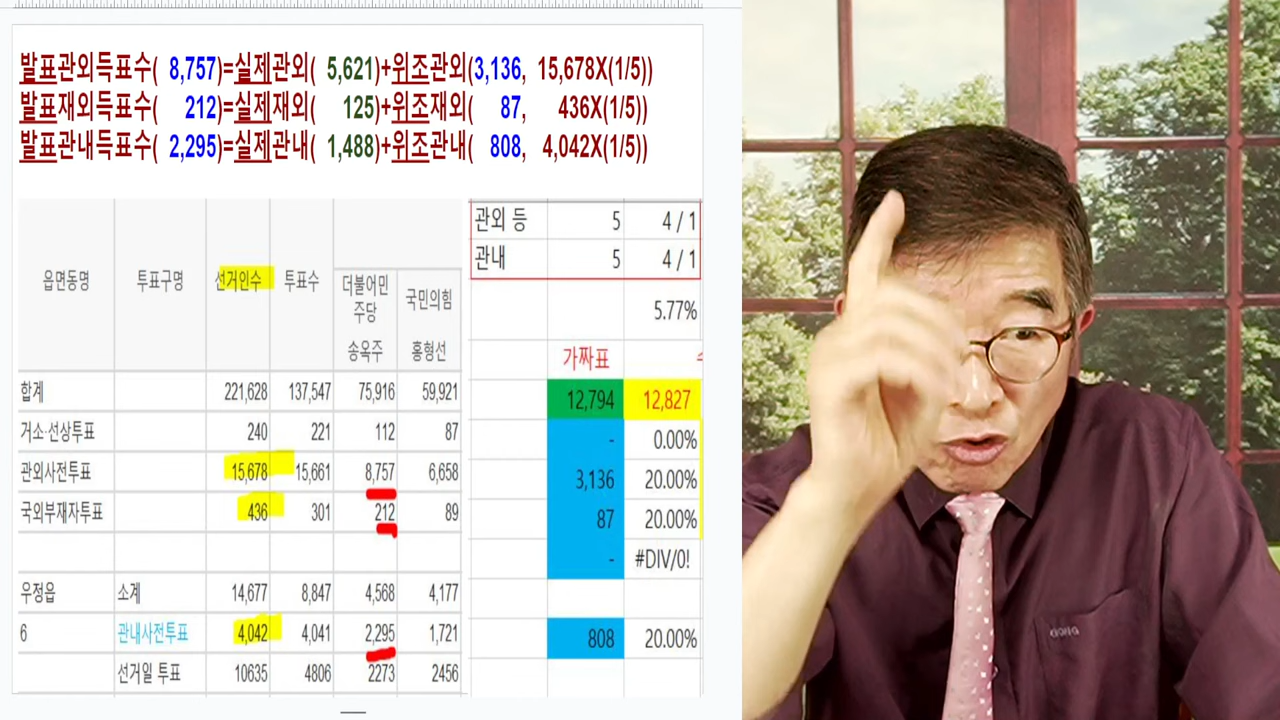 발표관외득표수( 8,757)=실제관외( 5,621)+위조관외(3,136, 15,678X(1/5))
발표재외득표수( 212)=실제재외( 125)+위조재외( 87, 436X(1/5))
발표관내득표수( 2,295)=실제관내( 1,488)+위조관내( 808, 4,042X(1/5))
읍면동명 투표구명 선거인수 투표수 더불어민주당 송옥주 국민의힘 홍형선
합계 221,628 137,547 75,916 59,921
거소·선상투표 240 221 112 87
관외사전투표 15,678 15,661 8,757 6,658
국외부재자투표 436 301 212 89
우정읍 소계 14,677 8,847 4,568 4,177
6 관내사전투표 4,042 4,041 2,295 1,721
선거일 투표 10635 4806 2273 2456
관외 등 5 4 / 1
관내 5 4 / 1
5.77%
가짜표
12,794 12,827
- 0.00%
3,136 20.00%
87 20.00%
- #DIV/0!
808 20.00%